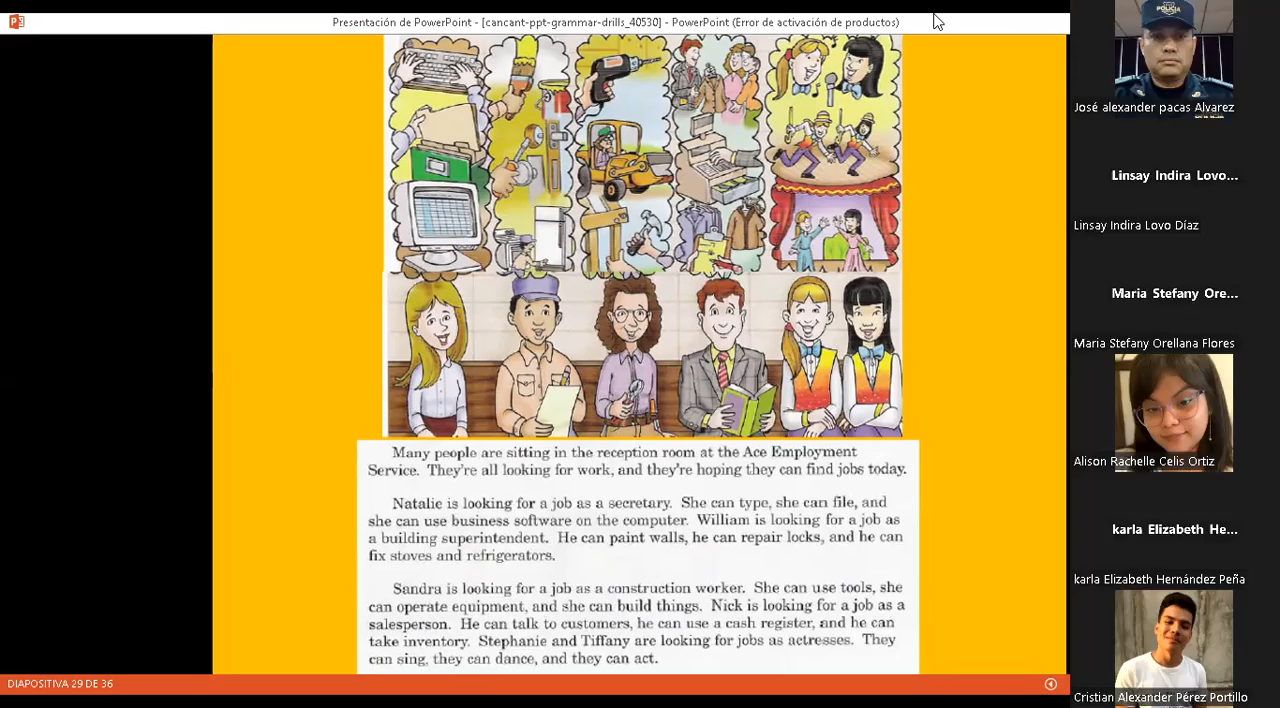 Presentación de PowerPoint - [cancant-ppt-grammar-drills_40530] - PowerPoint (Error de activación de productos)
POLICIA
José alexander pacas Alvarez
Linsay Indira Lovo...
Linsay Indira Lovo Díaz
Maria Stefany Ore...
Maria Stefany Orellana Flores
Alison Rachelle Celis Ortiz
karla Elizabeth He...
karla Elizabeth Hernández Peña
Cristian Alexander Pérez Portillo
Many people are sitting in the reception room at the Ace Employment
Service. They're all looking for work, and they're hoping they can find jobs today.
Natalie is looking for a job as a secretary. She can type, she can file, and
she can use business software on the computer. William is looking for a job as
a building superintendent. He can paint walls, he can repair locks, and he can
fix stoves and refrigerators.
Sandra is looking for a job as a construction worker. She can use tools, she
can operate equipment, and she can build things. Nick is looking for a job as a
salesperson. He can talk to customers, he can use a cash register, and he can
take inventory. Stephanie and Tiffany are looking for jobs as actresses. They
can sing, they can dance, and they can act.
DIAPOSITIVA 29 DE 36